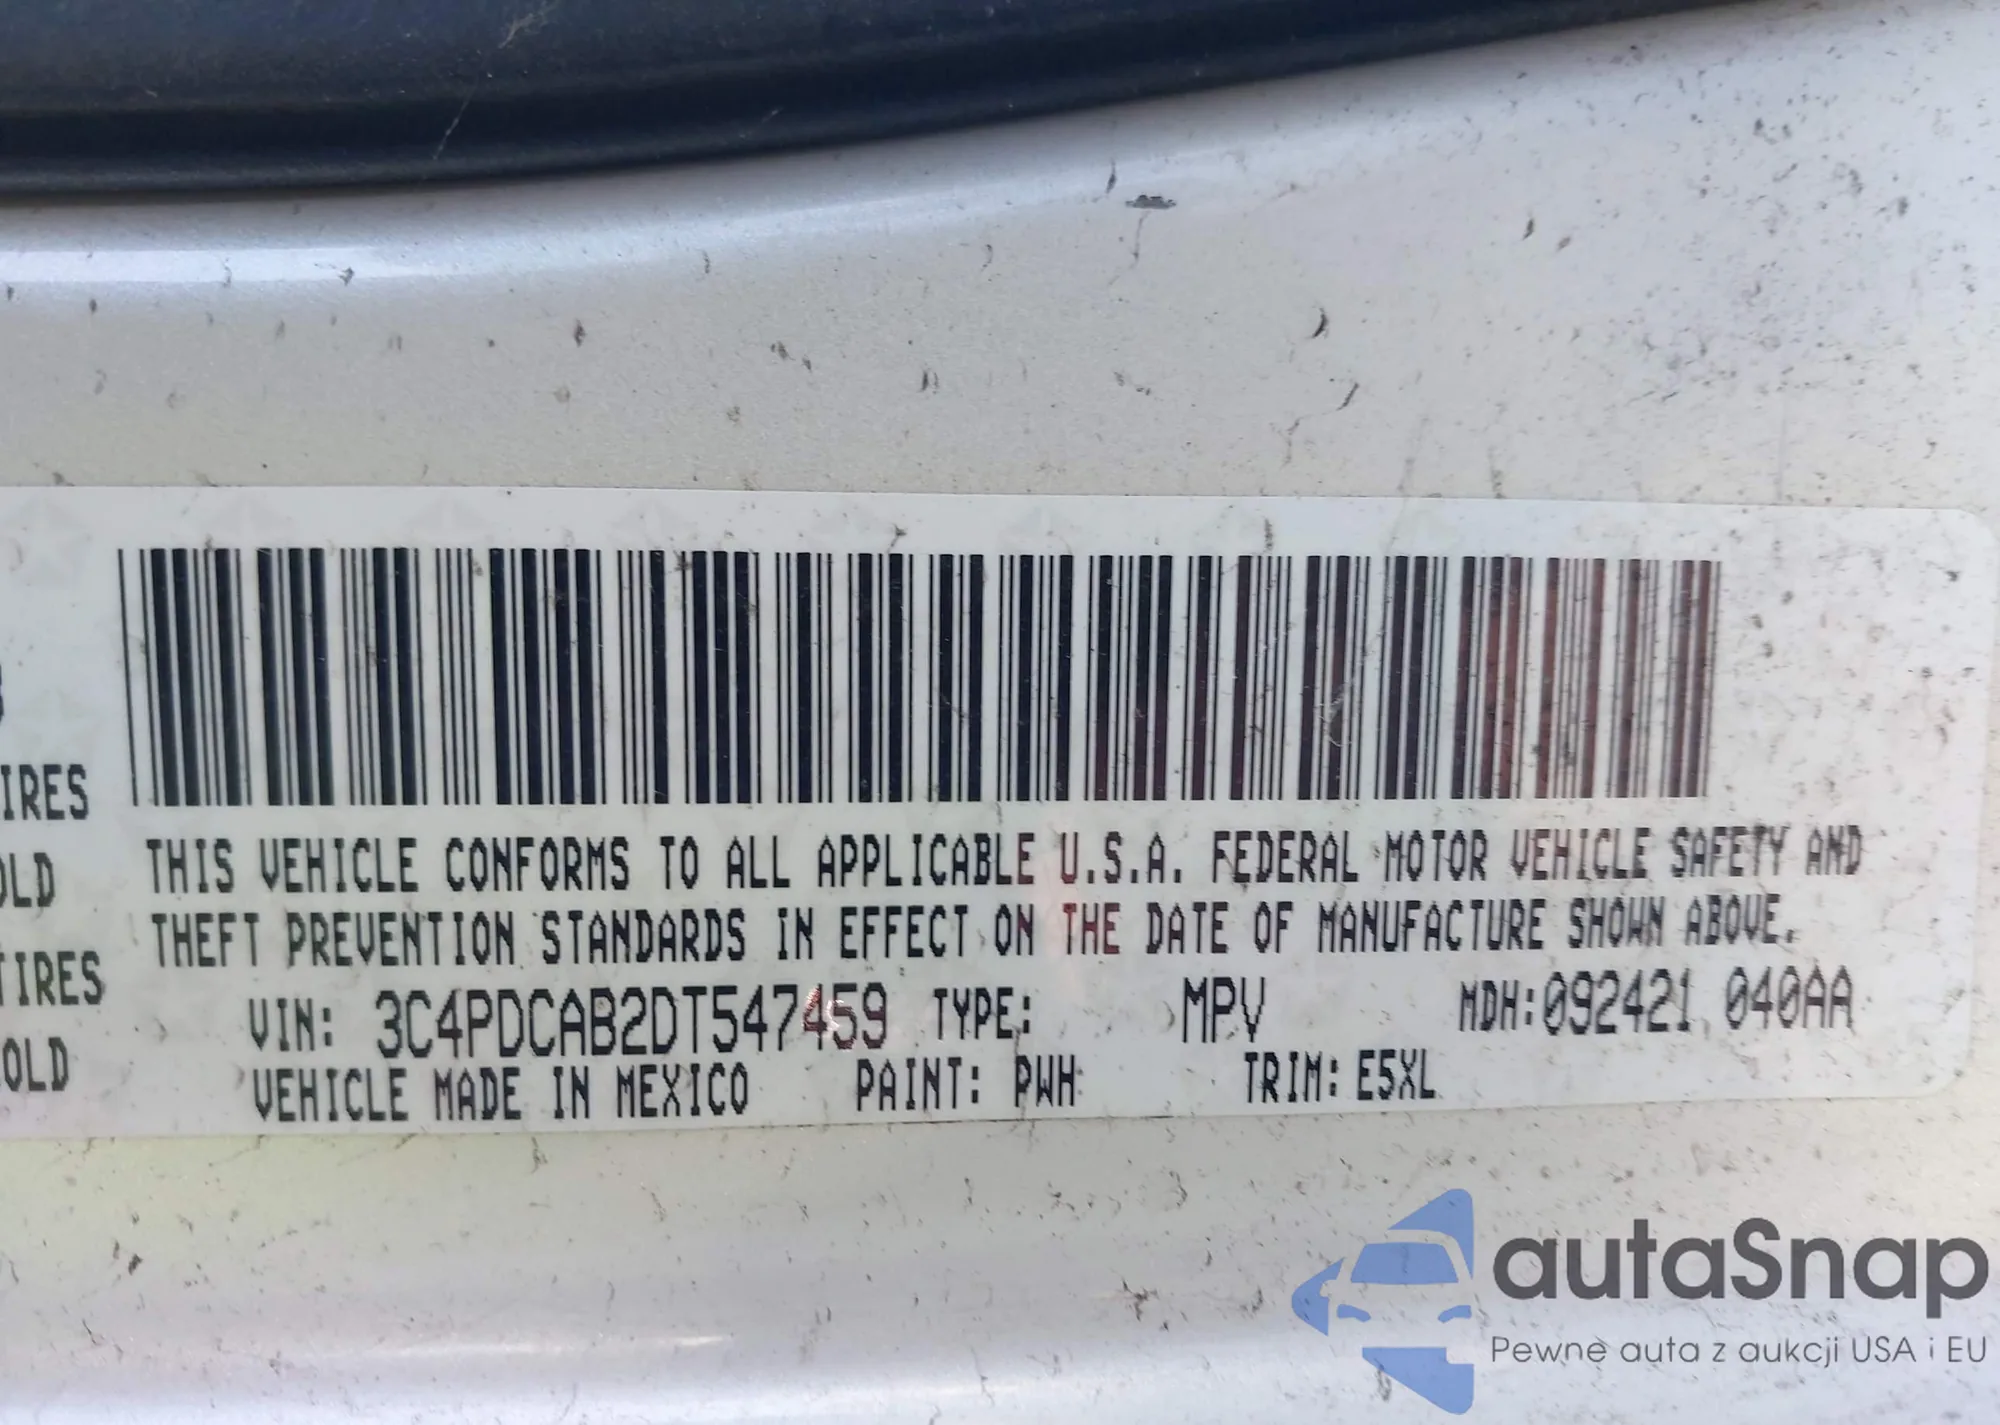 IRES
OLD
TIRES
OLD
THIS VEHICLE CONFORMS TO ALL APPLICABLE U.S.A. FEDERAL MOTOR VEHICLE SAFETY AND
THEFT PREVENTION STANDARDS IN EFFECT ON THE DATE OF MANUFACTURE SHOWN ABOVE.
VIN: 3C4PDCAB2DT547459 TYPE: MPV MDH:092421 040AA
VEHICLE MADE IN MEXICO PAINT: PWH TRIM: E5XL
autaSnap
Pewne auta z aukcji USA i EU